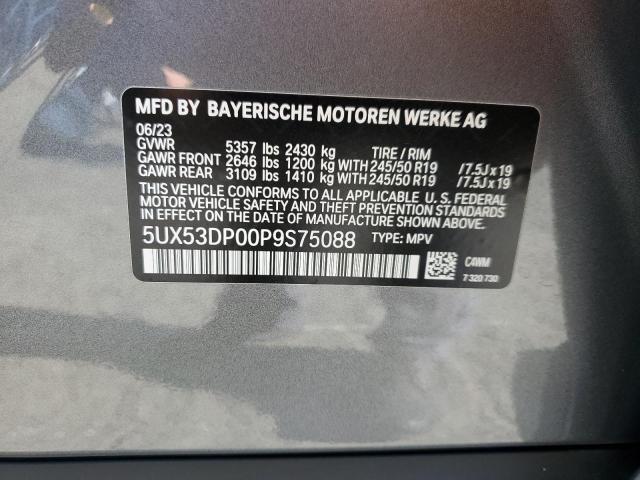 MFD BY BAYERISCHE MOTOREN WERKE AG
06/23
GVWR 5357 lbs 2430 kg TIRE / RIM
GAWR FRONT 2646 lbs 1200 kg WITH 245/50 R19 /7.5J x 19
GAWR REAR 3109 lbs 1410 kg WITH 245/50 R19 /7.5J x 19
THIS VEHICLE CONFORMS TO ALL APPLICABLE U. S. FEDERAL
MOTOR VEHICLE SAFETY AND THEFT PREVENTION STANDARDS
IN EFFECT ON THE DATE OF MANUFACTURE SHOWN ABOVE.
5UX53DP00P9S75088 TYPE: MPV
C4WM
7 320 730